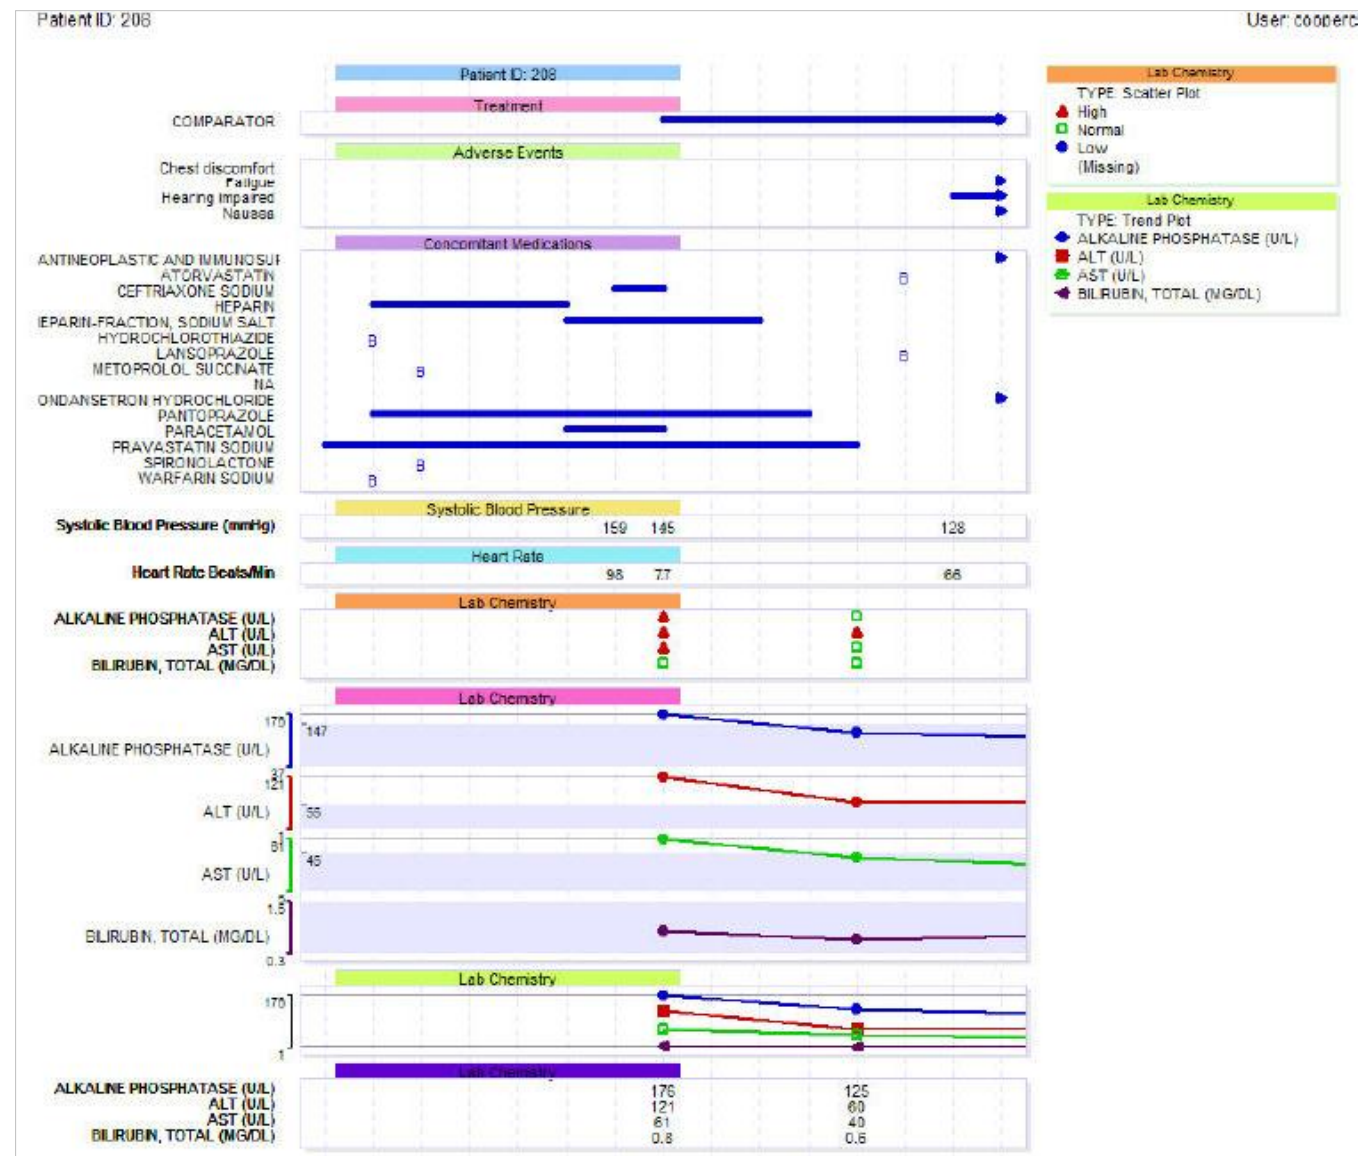 Patient ID: 208
User: cooperc
Patient ID: 208
Treatment
COMPARATOR
Adverse Events
Chest discomfort
Fatigue
Hearing impaired
Nausea
Concomitant Medications
ANTINEOPLASTIC AND IMMUNOSUF
ATORVASTATIN
B
CEFTRIAXONE SODIUM
HEPARIN
IEPARIN-FRACTION, SODIUM SALT
HYDROCHLOROTHIAZIDE
B
LANSOPRAZOLE
B
METOPROLOL SUCCINATE
B
NA
ONDANSETRON HYDROCHLORIDE
PANTOPRAZOLE
PARACETAMOL
PRAVASTATIN SODIUM
SPIRONOLACTONE
B
WARFARIN SODIUM
B
Systolic Blood Pressure
Systolic Blood Pressure (mmHg) 159 145 128
Heart Rate
Heart Rate Beats/Min 98 77 66
Lab Chemistry
ALKALINE PHOSPHATASE (U/L)
ALT (U/L)
AST (U/L)
BILIRUBIN, TOTAL (MG/DL)
Lab Chemistry
147
ALKALINE PHOSPHATASE (U/L)
37
121
ALT (U/L)
1
61
AST (U/L)
1.5
BILIRUBIN, TOTAL (MG/DL)
0.3
Lab Chemistry
1
Lab Chemistry
ALKALINE PHOSPHATASE (U/L) 176 125
ALT (U/L) 121 60
AST (U/L) 61 40
BILIRUBIN, TOTAL (MG/DL) 0.8 0.6
Lab Chemistry
TYPE: Scatter Plot
High
Normal
Low
(Missing)
Lab Chemistry
TYPE: Trend Plot
ALKALINE PHOSPHATASE (U/L)
ALT (U/L)
AST (U/L)
BILIRUBIN, TOTAL (MG/DL)